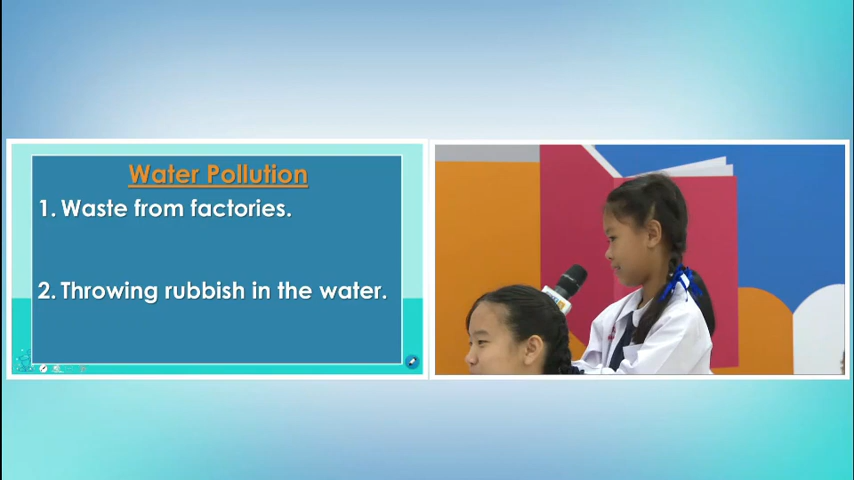 Water Pollution
1. Waste from factories.
2. Throwing rubbish in the water.